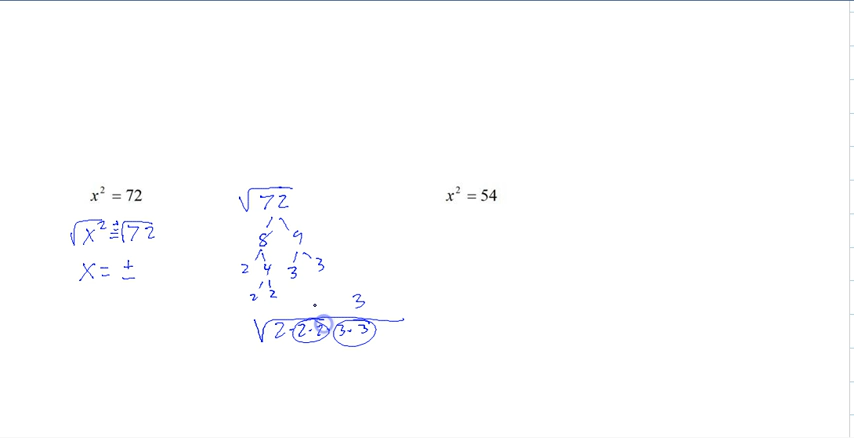 x² = 72
√x² = ±√72
x = ±
√72
8 9
2 4 3 3
2 2
· 3
√2·2·2·3·3
x² = 54